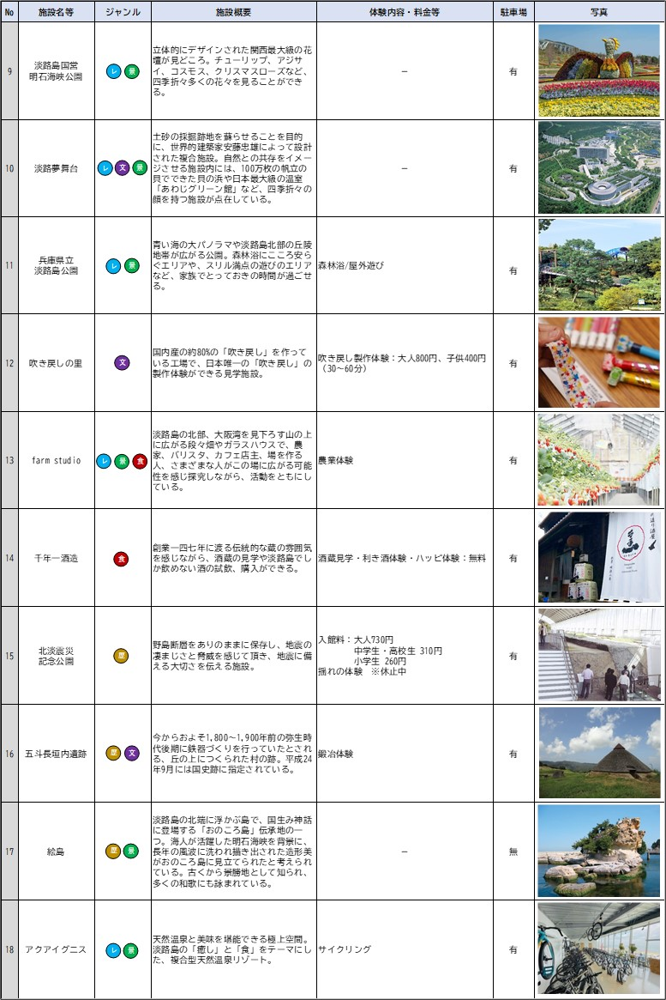 No 施設名等 ジャンル 施設概要 体験内容・料金等 駐車場 写真
9
淡路島国営
明石海峡公園
レ 景
立体的にデザインされた関西最大級の花
壇が見どころ。チューリップ、アジサ
イ、コスモス、クリスマスローズなど、
四季折々多くの花々を見ることができ
る。
－
有
10
淡路夢舞台
レ 文 景
土砂の採掘跡地を蘇らせることを目的
に、世界的建築家安藤忠雄によって設計
された複合施設。自然との共存をイメー
ジさせる施設内には、100万枚の帆立の
貝でできた貝の浜や日本最大級の温室
「あわじグリーン館」など、四季折々の
顔を持つ施設が点在している。
－
有
11
兵庫県立
淡路島公園
レ 景
青い海の大パノラマや淡路島北部の丘陵
地帯が広がる公園。森林浴にこころ安ら
ぐエリアや、スリル満点の遊びのエリア
など、家族でとっておきの時間が過ごせ
る。
森林浴/屋外遊び
有
12
吹き戻しの里
文
国内産の約80%の「吹き戻し」を作って
いる工場で、日本唯一の「吹き戻し」の
製作体験ができる見学施設。
吹き戻し製作体験：大人800円、子供400円
（30～60分）
有
13
farm studio
レ 景 食
淡路島の北部、大阪湾を見下ろす山の上
に広がる段々畑やガラスハウスで、農
家、バリスタ、カフェ店主、場を作る
人、さまざまな人がこの場に広がる可能
性を感じ探究しながら、活動をともにし
ている。
農業体験
有
14
千年一酒造
食
創業一四七年に渡る伝統的な蔵の雰囲気
を感じながら、酒蔵の見学や淡路島でし
か飲めない酒の試飲、購入ができる。
酒蔵見学・利き酒体験・ハッピ体験：無料
有
15
北淡震災
記念公園
歴
野島断層をありのままに保存し、地震の
凄まじさと脅威を感じて頂き、地震に備
える大切さを伝える施設。
入館料：大人730円
中学生・高校生 310円
小学生 260円
揺れの体験 ※休止中
有
16
五斗長垣内遺跡
歴 文
今からおよそ1,800～1,900年前の弥生時
代後期に鉄器づくりを行っていたとされ
る、丘の上につくられた村の跡。平成24
年9月には国史跡に指定されている。
鍛冶体験
有
17
絵島
歴 景
淡路島の北端に浮かぶ島で、国生み神話
に登場する「おのころ島」伝承地の一
つ。海人が活躍した明石海峡を背景に、
長年の風波に洗われ描き出された造形美
がおのころ島に見立てられたと考えられ
ている。古くから景勝地として知られ、
多くの和歌にも詠まれている。
－
無
18
アクアイグニス
レ 景
天然温泉と美味を堪能できる極上空間。
淡路島の「癒し」と「食」をテーマにし
た、複合型天然温泉リゾート。
サイクリング
有